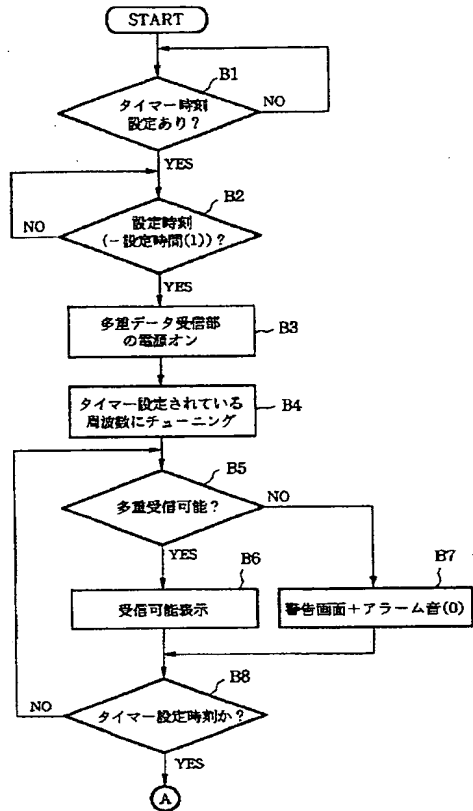 START
B1
タイマー時刻
設定あり?
NO
YES
B2
設定時刻
(-設定時間(1))?
NO
YES
多重データ受信部
の電源オン
B3
タイマー設定されている
周波数にチューニング
B4
B5
多重受信可能?
NO
YES
B6
受信可能表示
B7
警告画面+アラーム音(0)
B8
タイマー設定時刻か?
NO
YES
A